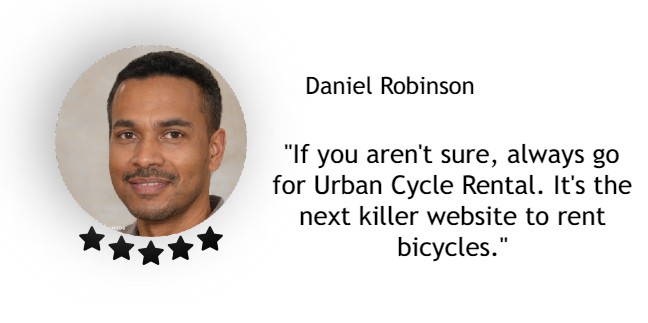 Daniel Robinson
"If you aren't sure, always go
for Urban Cycle Rental. It's the
next killer website to rent
bicycles."